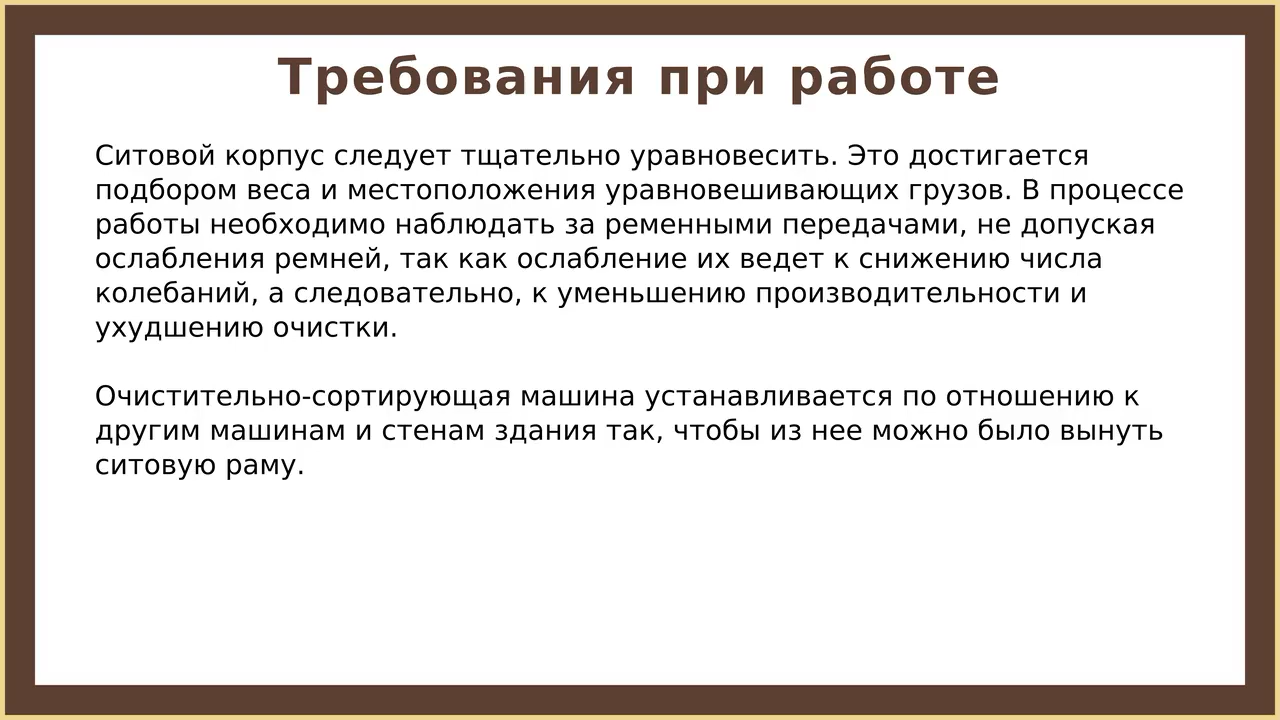 Требования при работе
Ситовой корпус следует тщательно уравновесить. Это достигается
подбором веса и местоположения уравновешивающих грузов. В процессе
работы необходимо наблюдать за ременными передачами, не допуская
ослабления ремней, так как ослабление их ведет к снижению числа
колебаний, а следовательно, к уменьшению производительности и
ухудшению очистки.
Очистительно-сортирующая машина устанавливается по отношению к
другим машинам и стенам здания так, чтобы из нее можно было вынуть
ситовую раму.